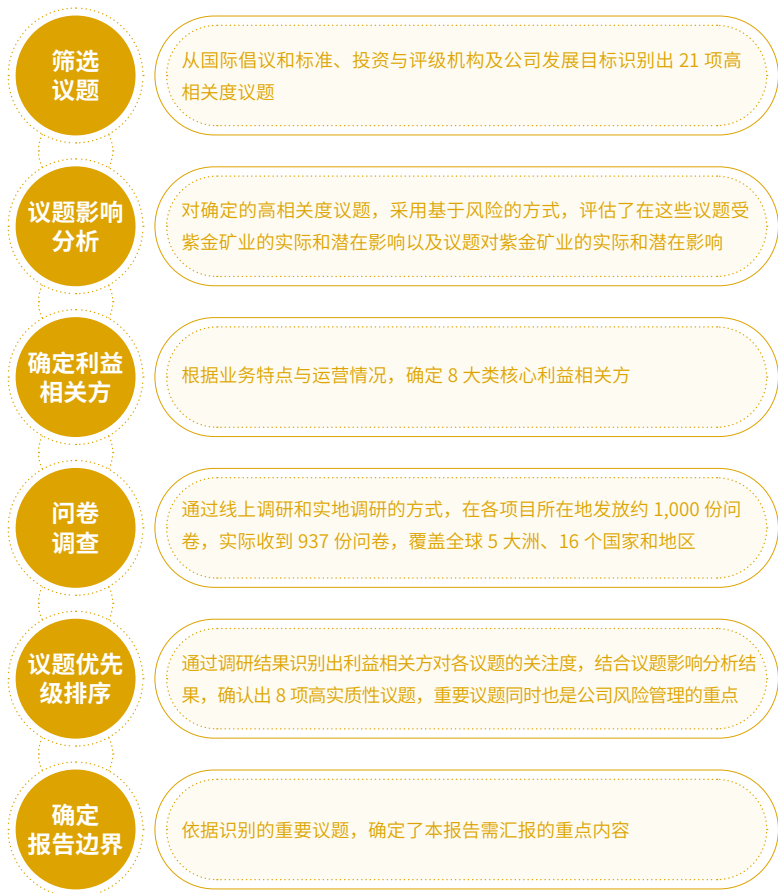 筛选
议题
从国际倡议和标准、投资与评级机构及公司发展目标识别出 21 项高
相关度议题
议题影响
分析
对确定的高相关度议题，采用基于风险的方式，评估了在这些议题受
紫金矿业的实际和潜在影响以及议题对紫金矿业的实际和潜在影响
确定利益
相关方
根据业务特点与运营情况，确定 8 大类核心利益相关方
问卷
调查
通过线上调研和实地调研的方式，在各项目所在地发放约 1,000 份问
卷，实际收到 937 份问卷，覆盖全球 5 大洲、16 个国家和地区
议题优先
级排序
通过调研结果识别出利益相关方对各议题的关注度，结合议题影响分析结
果，确认出 8 项高实质性议题，重要议题同时也是公司风险管理的重点
确定
报告边界
依据识别的重要议题，确定了本报告需汇报的重点内容